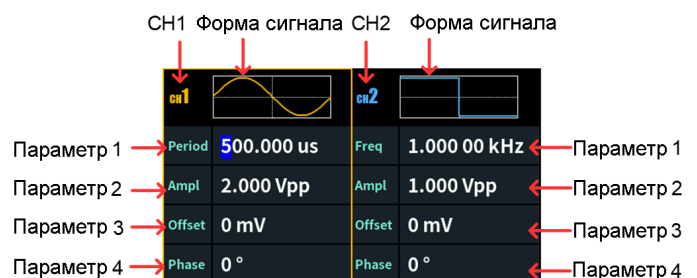 CH1 Форма сигнала CH2 Форма сигнала
CH1 CH2
Параметр 1 Period 500.000 us Freq 1.000 00 kHz Параметр 1
Параметр 2 Ampl 2.000 Vpp Ampl 1.000 Vpp Параметр 2
Параметр 3 Offset 0 mV Offset 0 mV Параметр 3
Параметр 4 Phase 0 ° Phase 0 ° Параметр 4